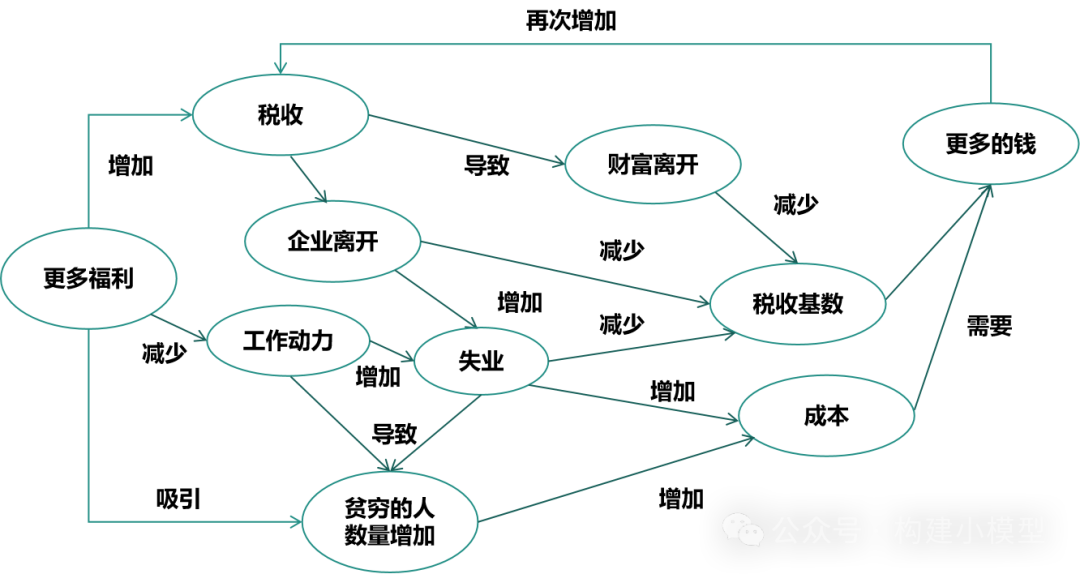 再次增加
税收
增加
导致
财富离开
更多的钱
减少
企业离开
减少
更多福利
增加
税收基数
减少
需要
工作动力
减少
失业
增加
增加
成本
导致
吸引
贫穷的人
数量增加
增加
公众号 构建小模型